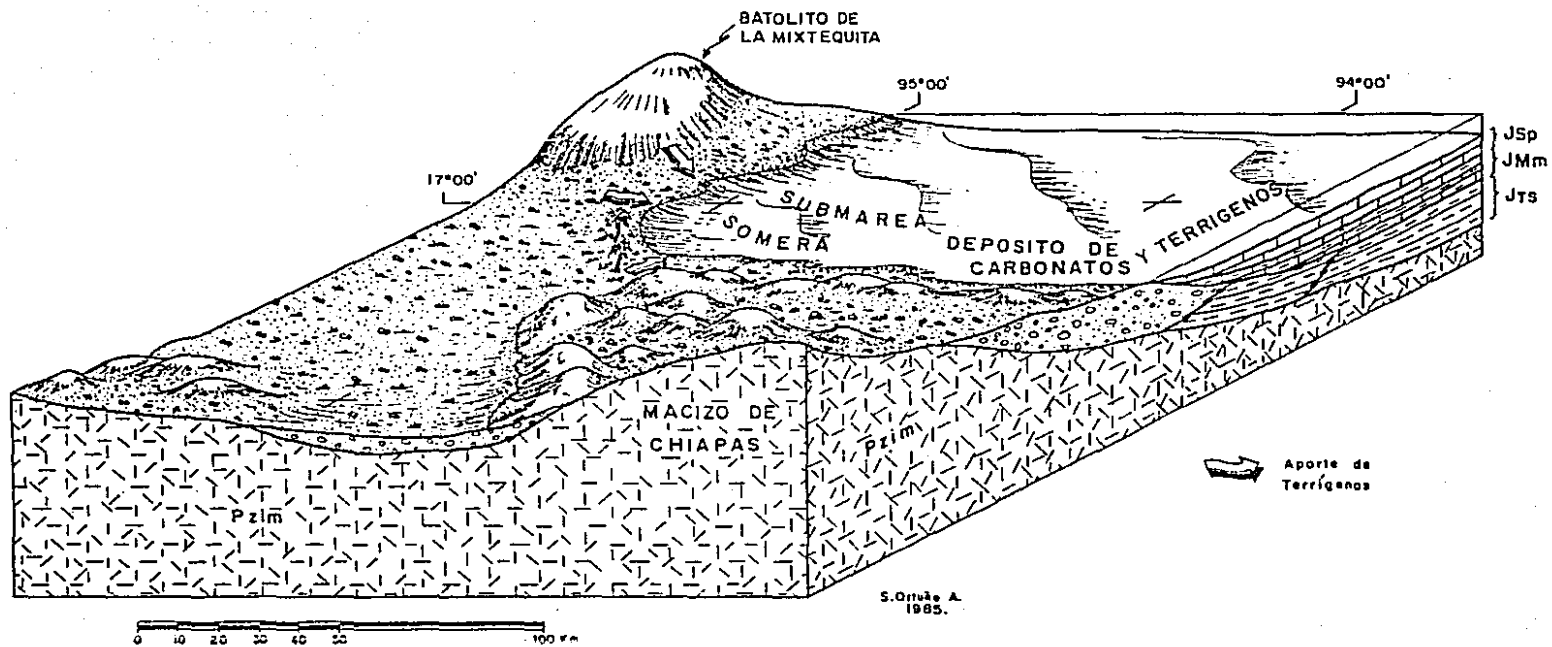 BATOLITO DE
LA MIXTEQUITA
95°00'
94°00'
17°00'
JSp
JMm
JTS
SUBMAREA
SOMERA
DEPOSITO DE
CARBONATOS Y TERRIGENOS
MACIZO DE
CHIAPAS
Pzim
Pzim
Aporte de
Terrígenos
1985.
0 10 20 30 40 50 100 Km